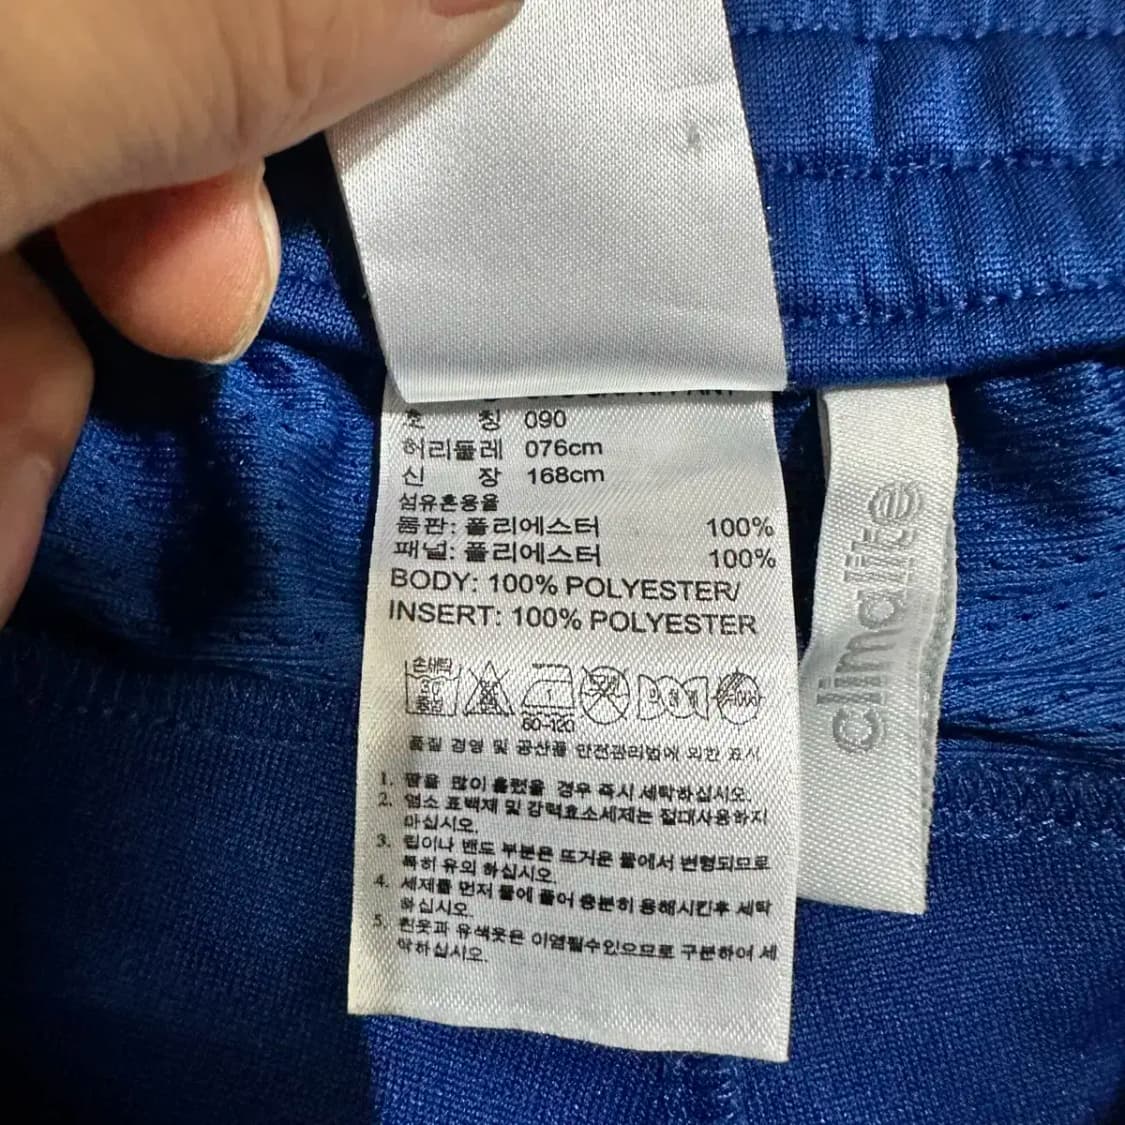 호 칭 090
허리둘레 076cm
신 장 168cm
섬유혼용율
몸판: 폴리에스터 100%
패널: 폴리에스터 100%
BODY: 100% POLYESTER/
INSERT: 100% POLYESTER
손세탁
30
중성
60-120
품질 경영 및 공산품 안전관리법에 의한 표시
1. 땀을 많이 흘렸을 경우 즉시 세탁하십시오.
2. 염소 표백제 및 강력효소세제는 절대사용하지
마십시오.
3. 립이나 밴드 부분은 뜨거운 물에서 변형되므로
특히 유의 하십시오.
4. 세제를 먼저 물에 풀어 충분히 용해시킨후 세탁
하십시오.
5. 흰옷과 유색옷은 이염될수있으므로 구분하여 세
탁하십시오.
climalite